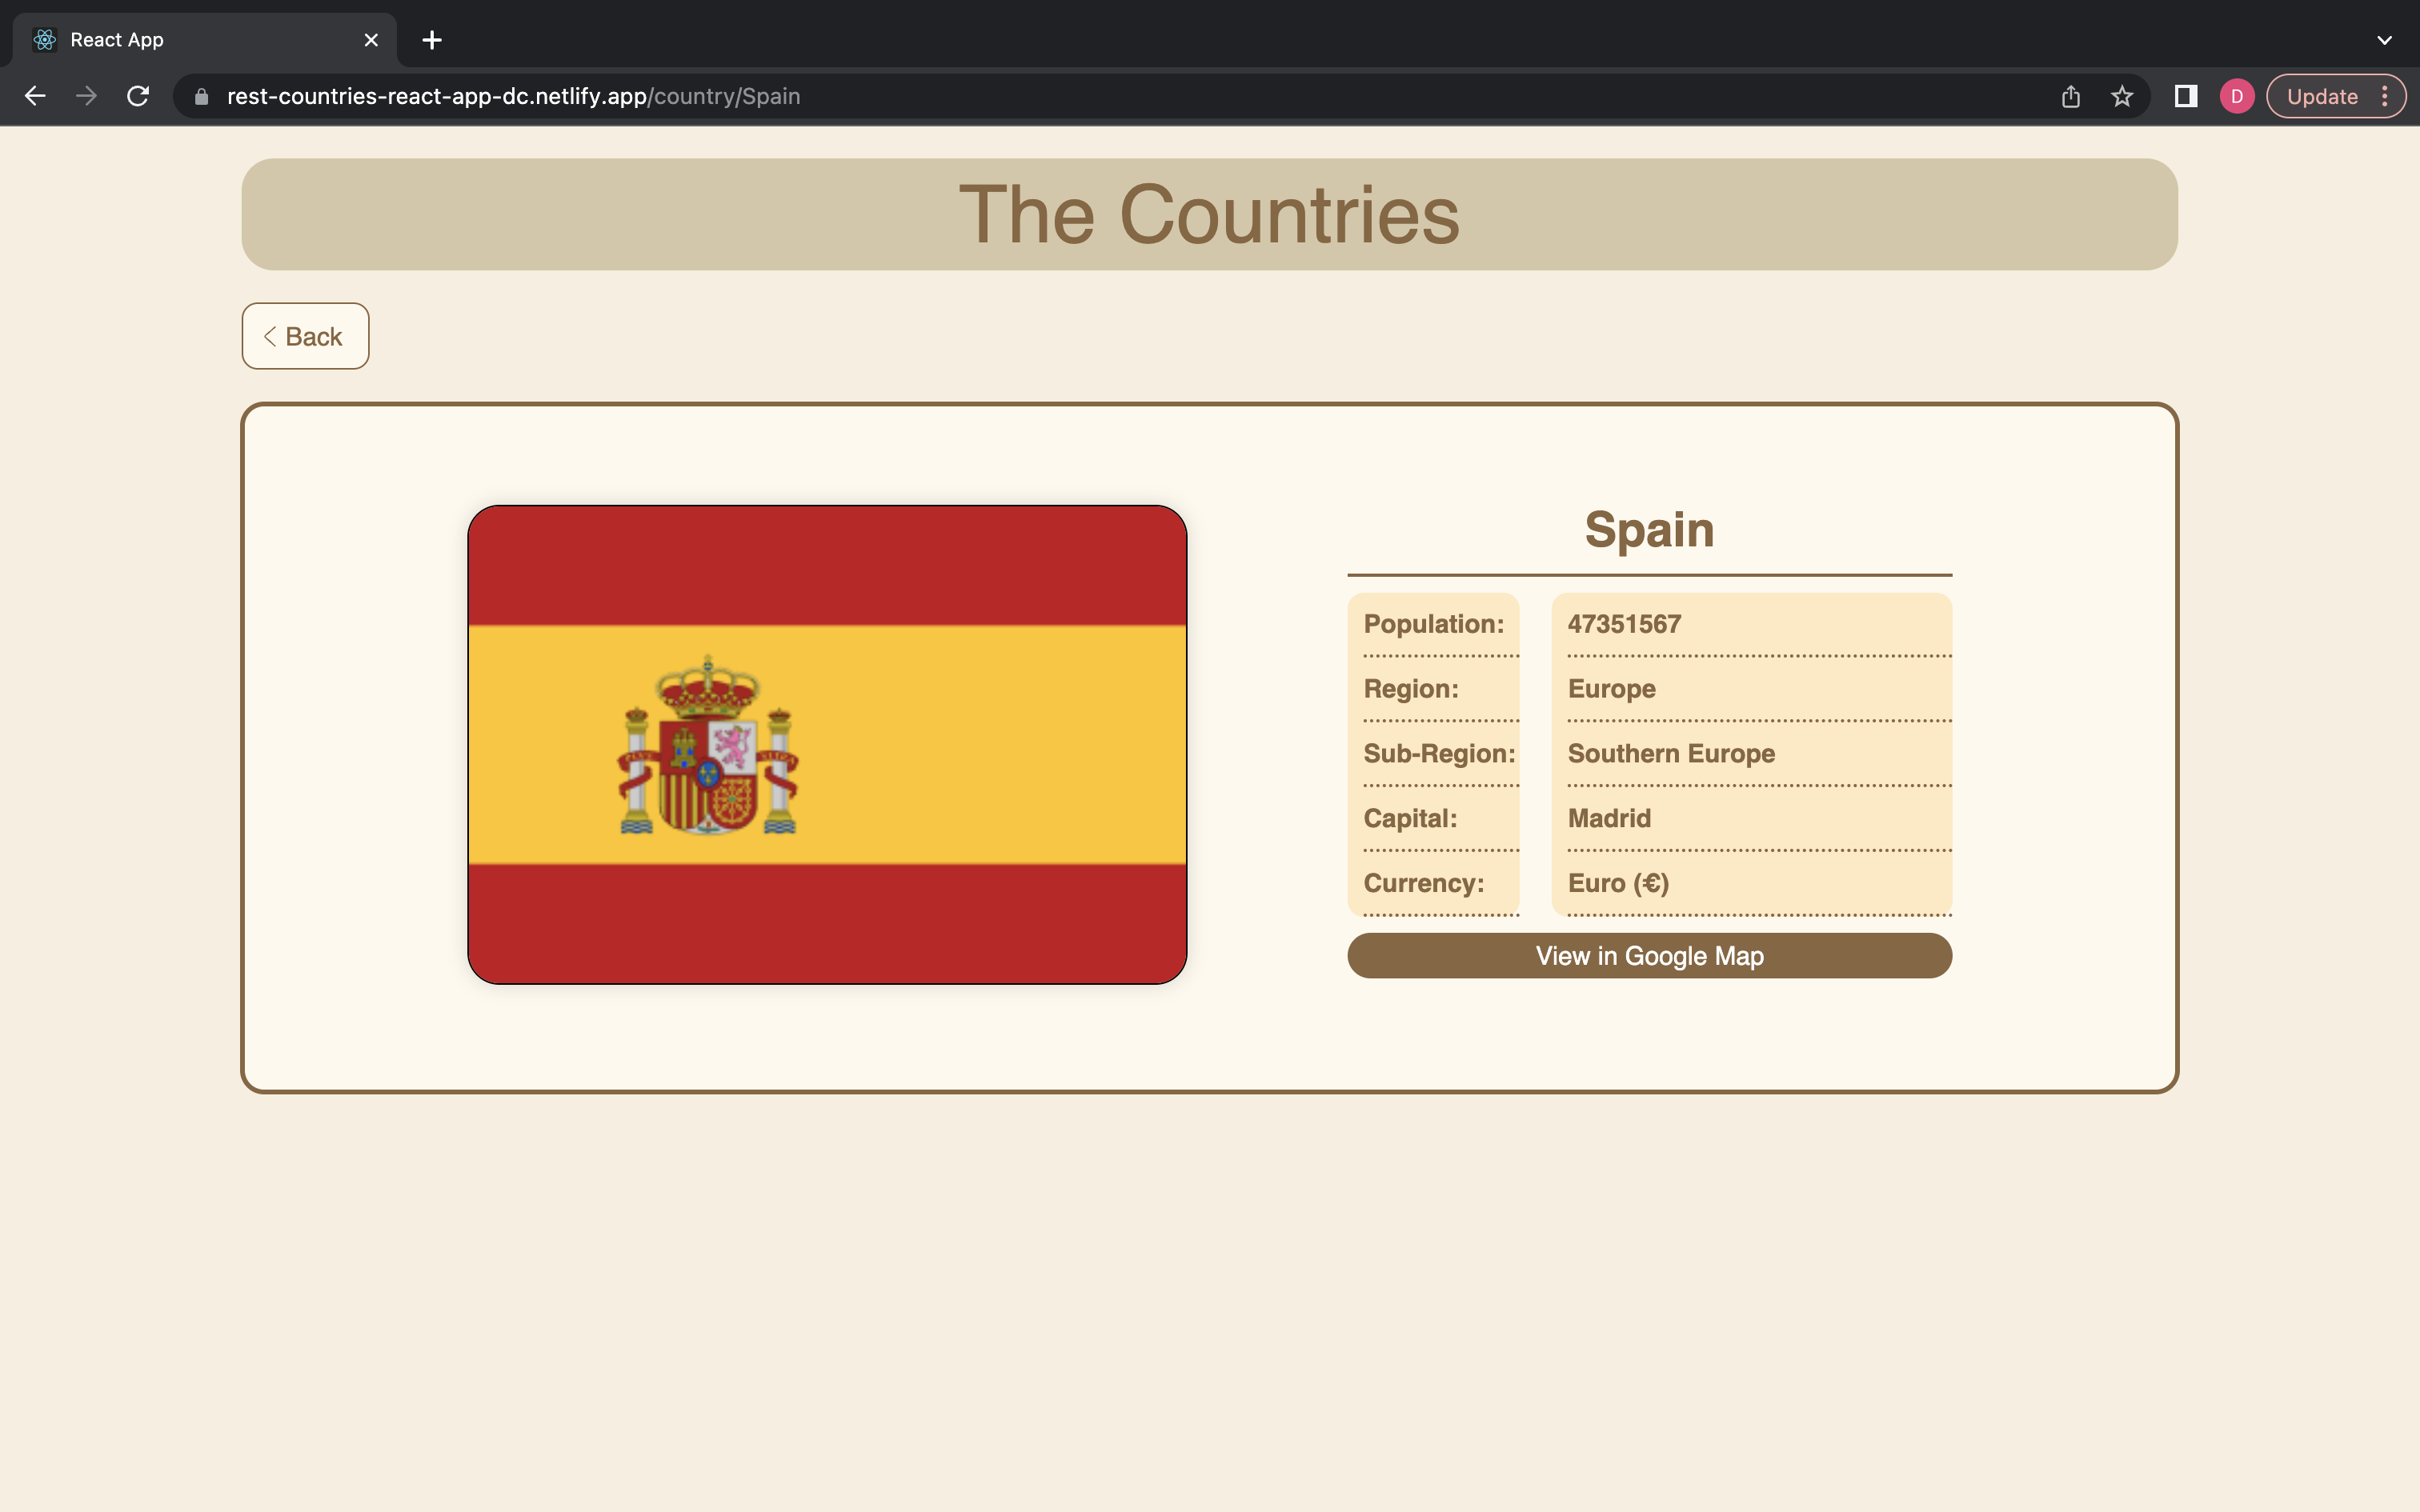 React App
rest-countries-react-app-dc.netlify.app/country/Spain
D
Update
The Countries
Back
Spain
Population: 47351567
Region: Europe
Sub-Region: Southern Europe
Capital: Madrid
Currency: Euro (€)
View in Google Map